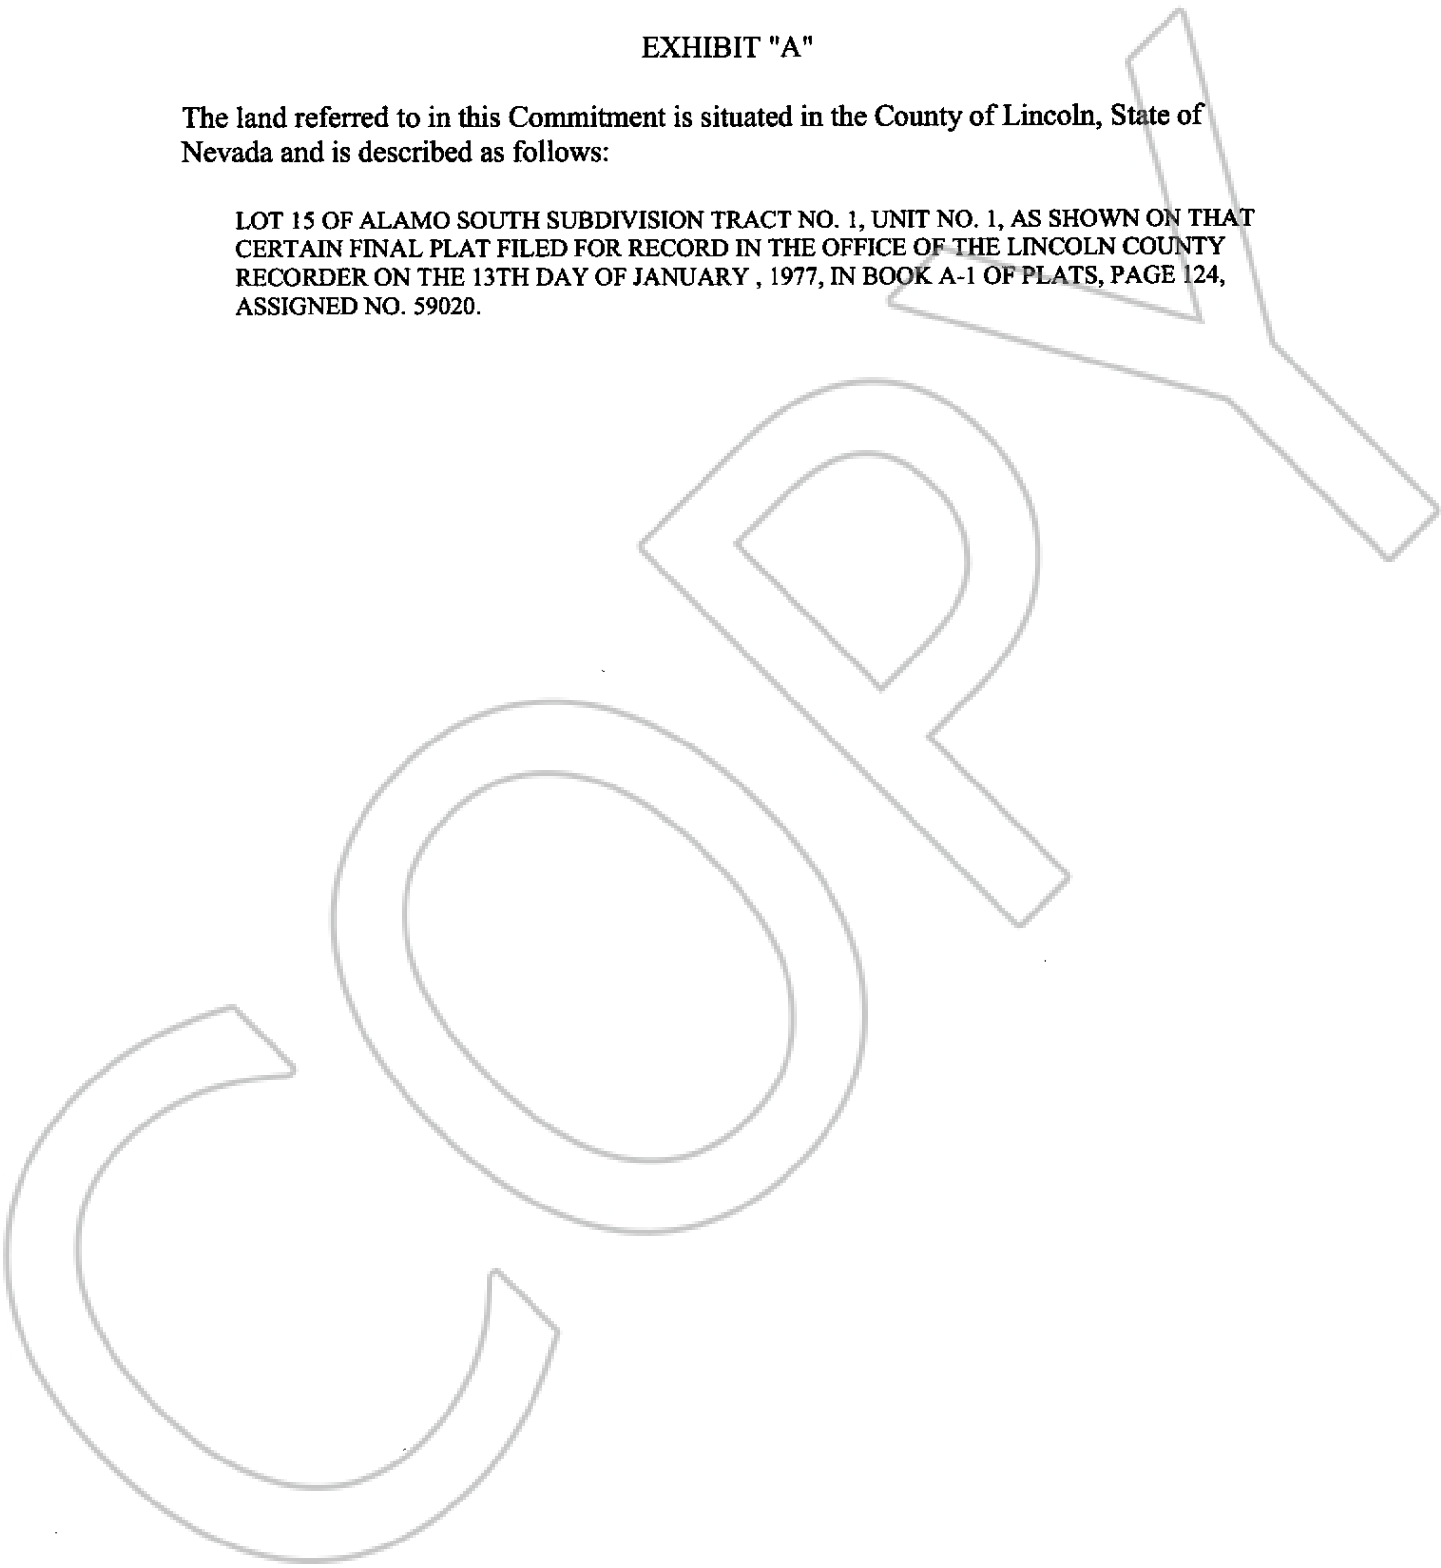 EXHIBIT "A"
The land referred to in this Commitment is situated in the County of Lincoln, State of
Nevada and is described as follows:
LOT 15 OF ALAMO SOUTH SUBDIVISION TRACT NO. 1, UNIT NO. 1, AS SHOWN ON THAT
CERTAIN FINAL PLAT FILED FOR RECORD IN THE OFFICE OF THE LINCOLN COUNTY
RECORDER ON THE 13TH DAY OF JANUARY , 1977, IN BOOK A-1 OF PLATS, PAGE 124,
ASSIGNED NO. 59020.
COPY